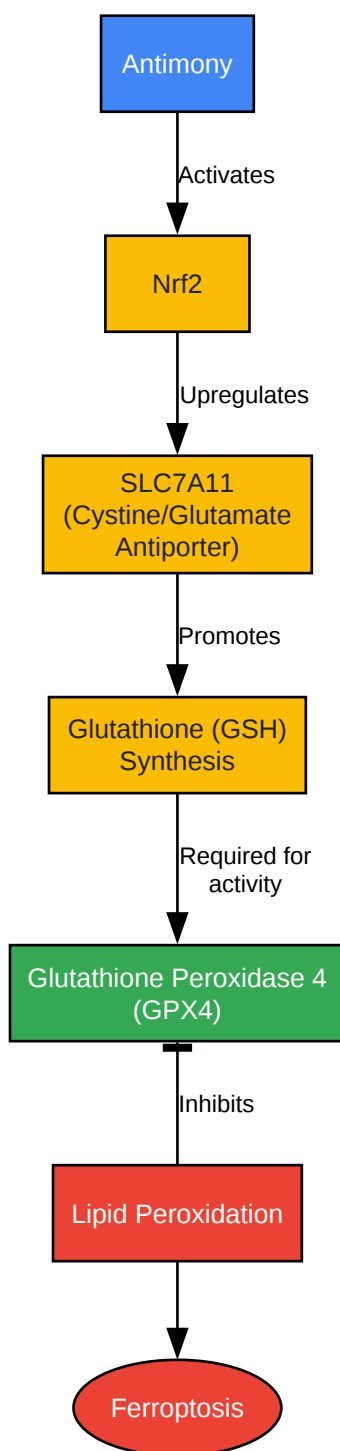 Antimony
Activates
Nrf2
Upregulates
SLC7A11
(Cystine/Glutamate
Antiporter)
Promotes
Glutathione (GSH)
Synthesis
Required for
activity
Glutathione Peroxidase 4
(GPX4)
Inhibits
Lipid Peroxidation
Ferroptosis